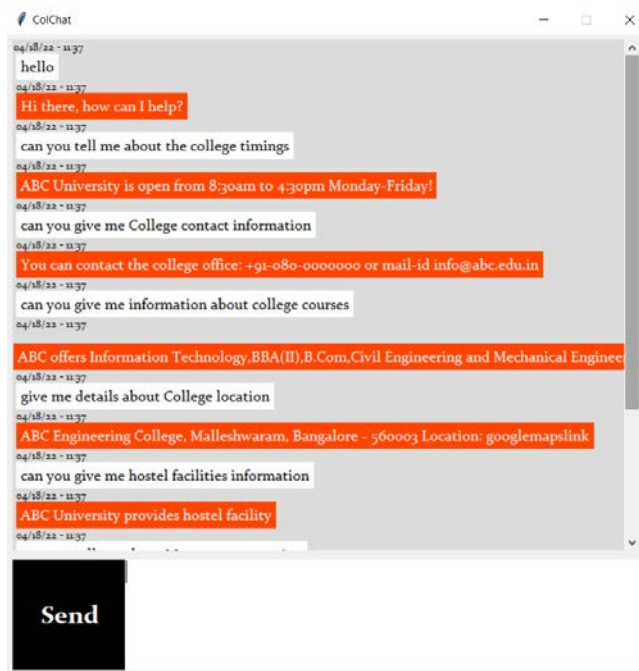 ColChat
04/18/22 - 11:37
hello
04/18/22 - 11:37
Hi there, how can I help?
04/18/22 - 11:37
can you tell me about the college timings
04/18/22 - 11:37
ABC University is open from 8:30am to 4:30pm Monday-Friday!
04/18/22 - 11:37
can you give me College contact information
04/18/22 - 11:37
You can contact the college office: +91-080-0000000 or mail-id info@abc.edu.in
04/18/22 - 11:37
can you give me information about college courses
04/18/22 - 11:37
ABC offers Information Technology,BBA(II),B.Com,Civil Engineering and Mechanical Enginee
04/18/22 - 11:37
give me details about College location
04/18/22 - 11:37
ABC Engineering College, Malleshwaram, Bangalore - 560003 Location: googlemapslink
04/18/22 - 11:37
can you give me hostel facilities information
04/18/22 - 11:37
ABC University provides hostel facility
04/18/22 - 11:37
Send